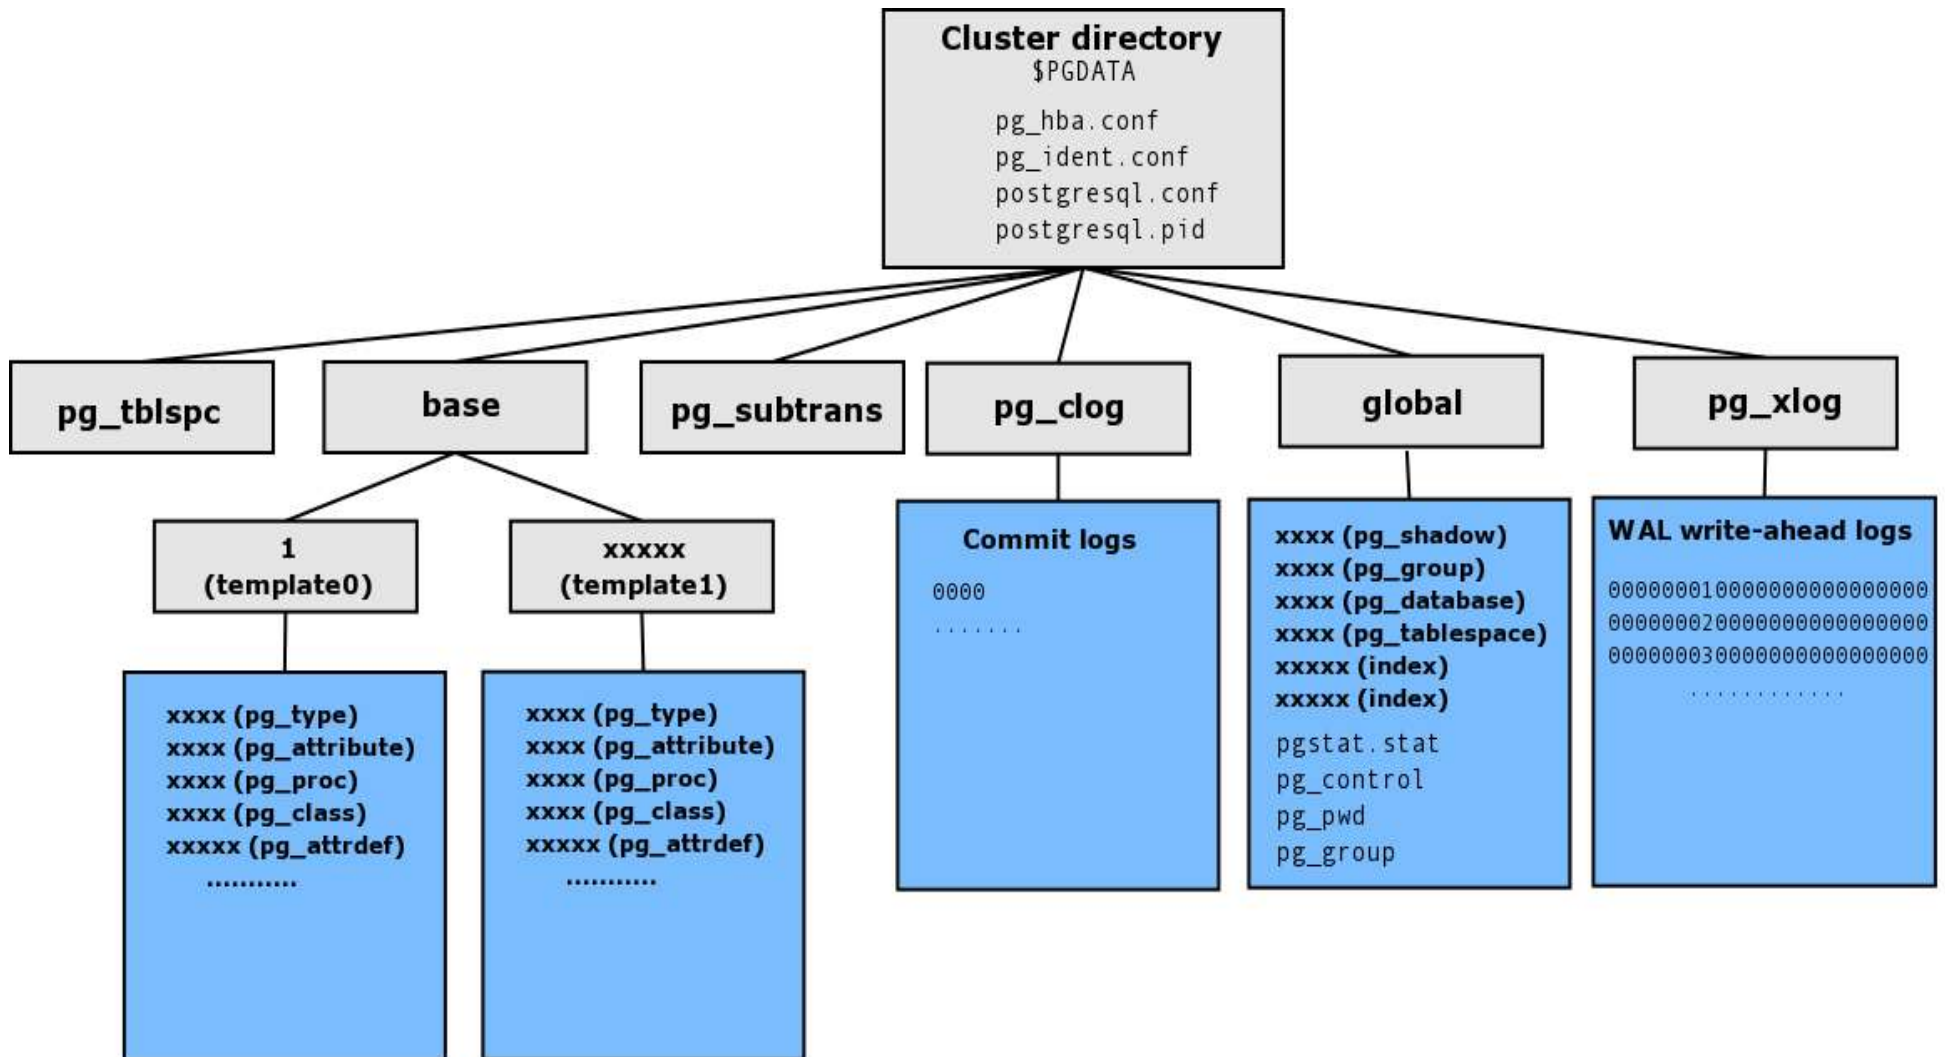 Cluster directory
$PGDATA
pg_hba.conf
pg_ident.conf
postgresql.conf
postgresql.pid
pg_tblspc
base
pg_subtrans
pg_clog
global
pg_xlog
1
(template0)
xxxxx
(template1)
xxxx (pg_type)
xxxx (pg_attribute)
xxxx (pg_proc)
xxxx (pg_class)
xxxxx (pg_attrdef)
...........
xxxx (pg_type)
xxxx (pg_attribute)
xxxx (pg_proc)
xxxx (pg_class)
xxxxx (pg_attrdef)
...........
Commit logs
0000
.......
xxxx (pg_shadow)
xxxx (pg_group)
xxxx (pg_database)
xxxx (pg_tablespace)
xxxxx (index)
xxxxx (index)
pgstat.stat
pg_control
pg_pwd
pg_group
WAL write-ahead logs
000000010000000000000000
000000020000000000000000
000000030000000000000000
............